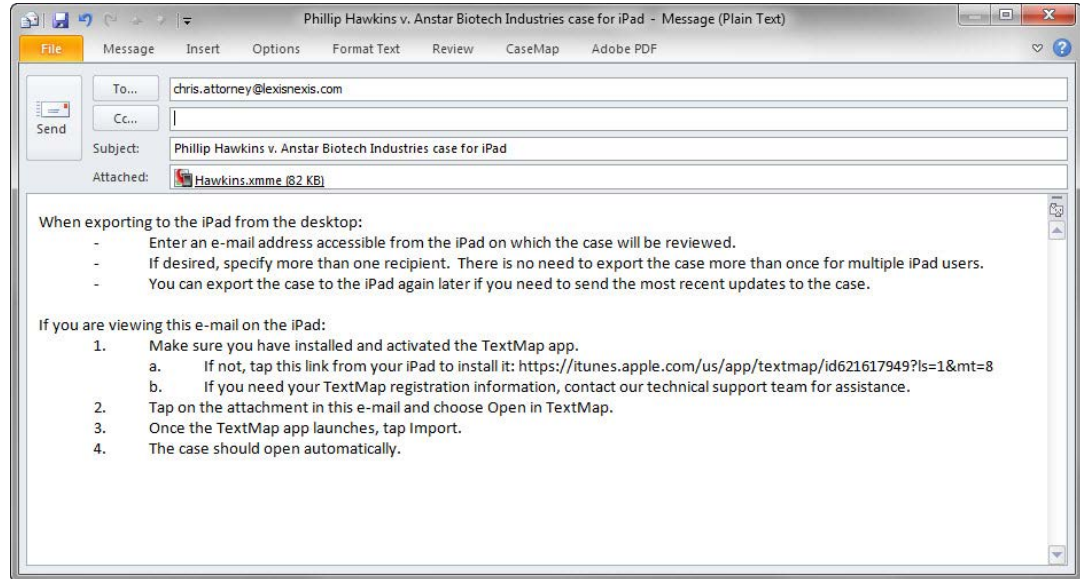 Phillip Hawkins v. Anstar Biotech Industries case for iPad - Message (Plain Text)
File Message Insert Options Format Text Review CaseMap Adobe PDF
To... chris.attorney@lexisnexis.com
Cc...
Send
Subject: Phillip Hawkins v. Anstar Biotech Industries case for iPad
Attached: Hawkins.xmme (82 KB)
When exporting to the iPad from the desktop:
- Enter an e-mail address accessible from the iPad on which the case will be reviewed.
- If desired, specify more than one recipient. There is no need to export the case more than once for multiple iPad users.
- You can export the case to the iPad again later if you need to send the most recent updates to the case.
If you are viewing this e-mail on the iPad:
1. Make sure you have installed and activated the TextMap app.
a. If not, tap this link from your iPad to install it: https://itunes.apple.com/us/app/textmap/id621617949?ls=1&mt=8
b. If you need your TextMap registration information, contact our technical support team for assistance.
2. Tap on the attachment in this e-mail and choose Open in TextMap.
3. Once the TextMap app launches, tap Import.
4. The case should open automatically.